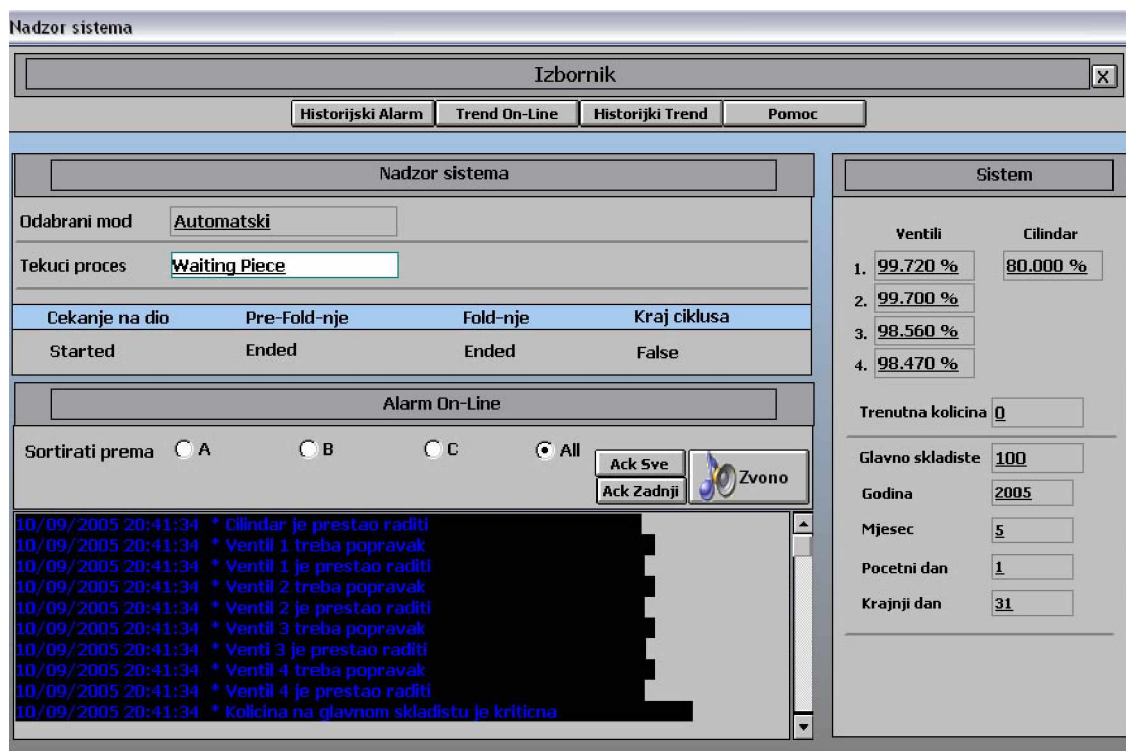 Nadzor sistema
Izbornik
X
Historijski Alarm Trend On-Line Historijki Trend Pomoc
Nadzor sistema
Odabrani mod Automatski
Tekuci proces Waiting Piece
Cekanje na dio Pre-Fold-nje Fold-nje Kraj ciklusa
Started Ended Ended False
Alarm On-Line
Sortirati prema A B C All
Ack Sve
Ack Zadnji
Zvono
10/09/2005 20:41:34 * Cilindar je prestao raditi
10/09/2005 20:41:34 * Ventil 1 treba popravak
10/09/2005 20:41:34 * Ventil 1 je prestao raditi
10/09/2005 20:41:34 * Ventil 2 treba popravak
10/09/2005 20:41:34 * Ventil 2 je prestao raditi
10/09/2005 20:41:34 * Ventil 3 treba popravak
10/09/2005 20:41:34 * Venti 3 je prestao raditi
10/09/2005 20:41:34 * Ventil 4 treba popravak
10/09/2005 20:41:34 * Ventil 4 je prestao raditi
10/09/2005 20:41:34 * Kolicina na glavnom skladistu je kriticna
Sistem
Ventili Cilindar
1. 99.720 % 80.000 %
2. 99.700 %
3. 98.560 %
4. 98.470 %
Trenutna kolicina 0
Glavno skladiste 100
Godina 2005
Mjesec 5
Pocetni dan 1
Krajnji dan 31